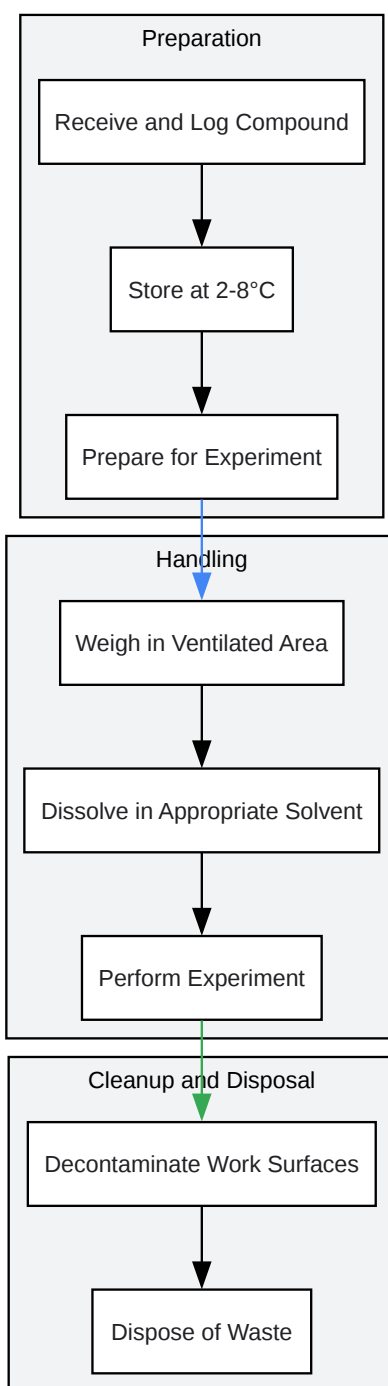 Preparation
Receive and Log Compound
Store at 2-8°C
Prepare for Experiment
Handling
Weigh in Ventilated Area
Dissolve in Appropriate Solvent
Perform Experiment
Cleanup and Disposal
Decontaminate Work Surfaces
Dispose of Waste